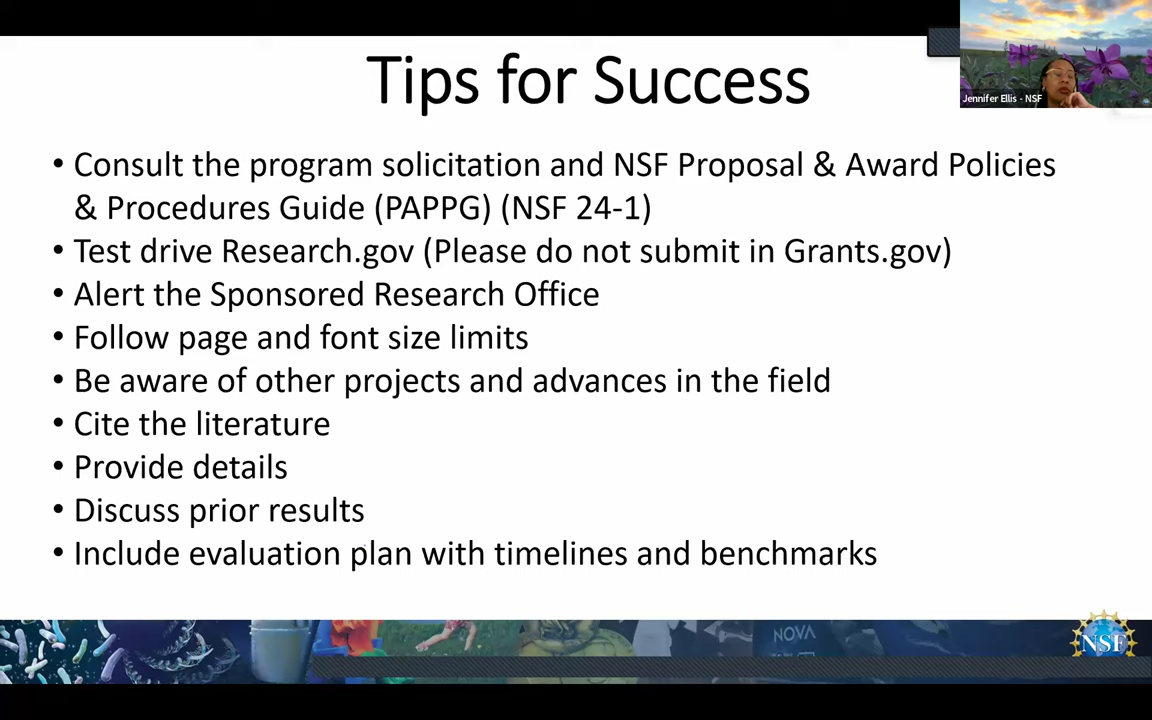 Tips for Success
Jennifer Ellis - NSF
• Consult the program solicitation and NSF Proposal & Award Policies
& Procedures Guide (PAPPG) (NSF 24-1)
• Test drive Research.gov (Please do not submit in Grants.gov)
• Alert the Sponsored Research Office
• Follow page and font size limits
• Be aware of other projects and advances in the field
• Cite the literature
• Provide details
• Discuss prior results
• Include evaluation plan with timelines and benchmarks
NOVA
NSF